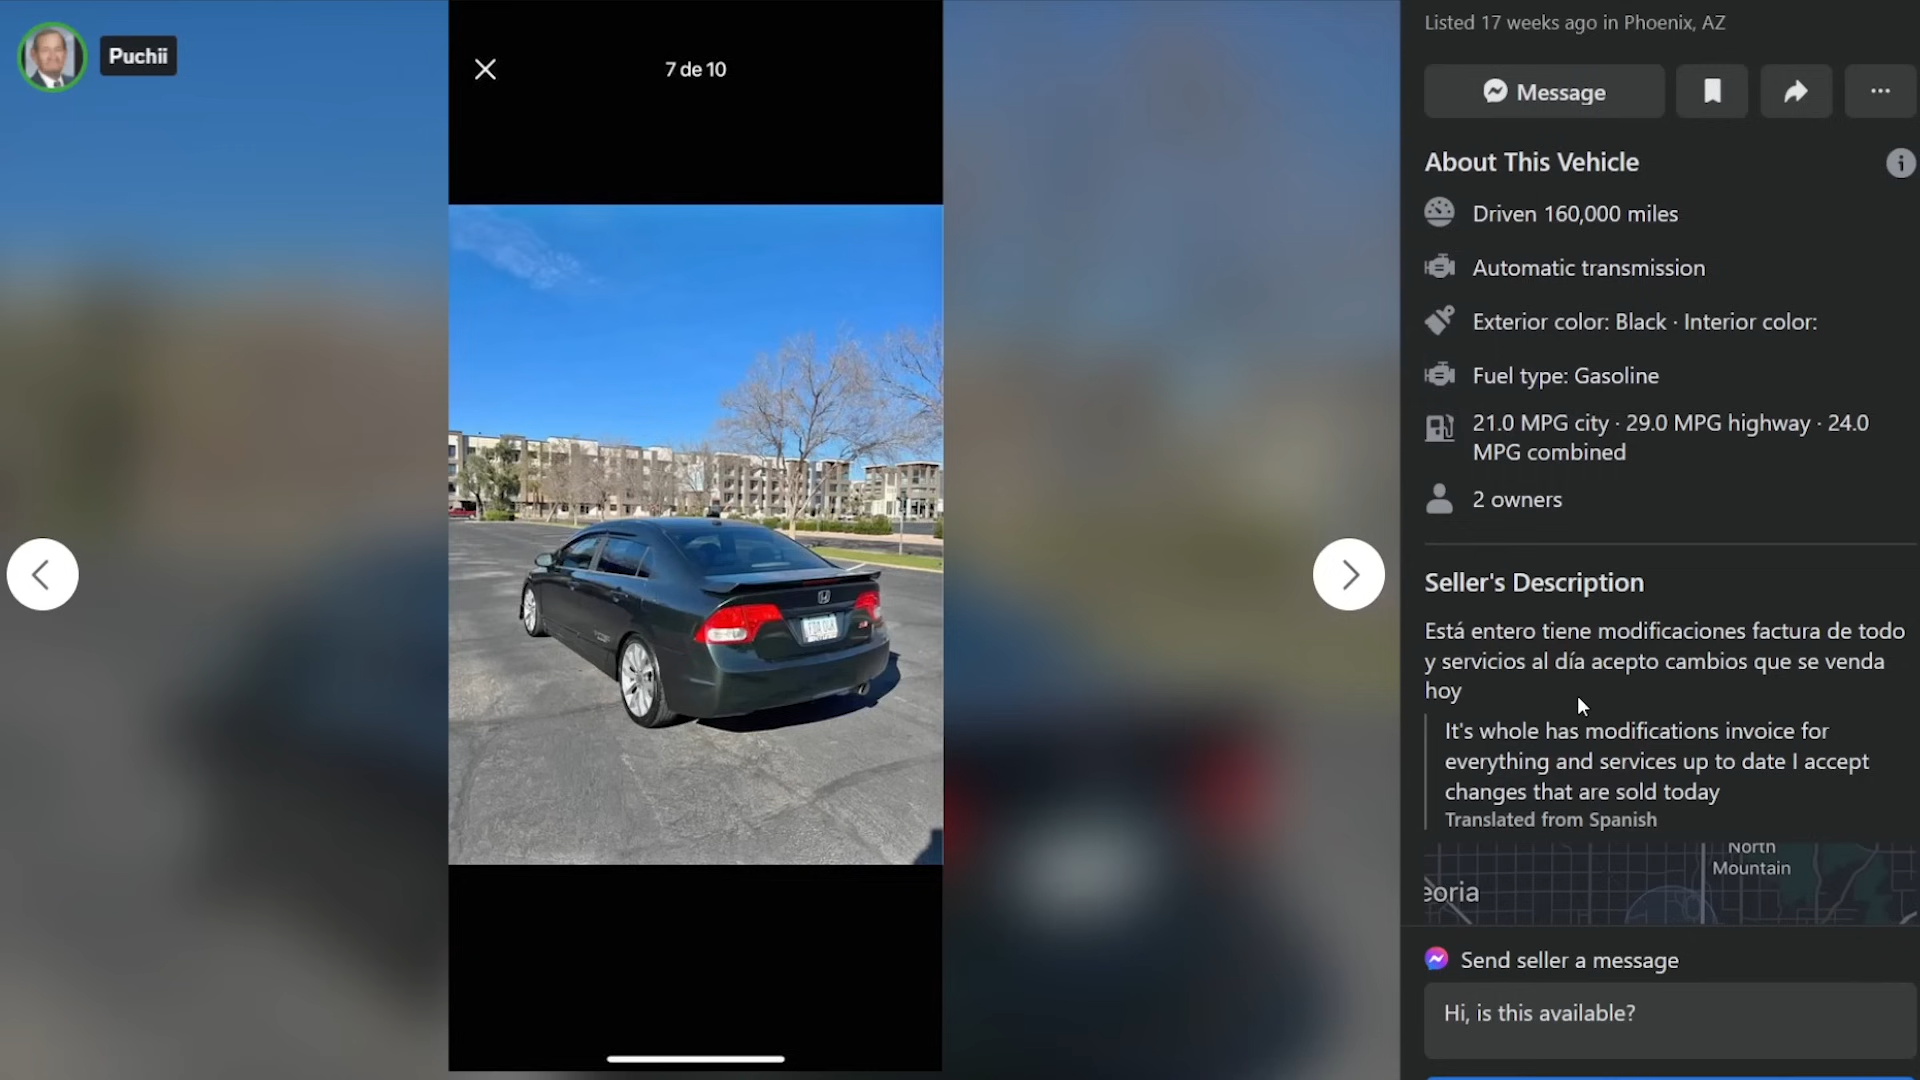 Puchii
7 de 10
Listed 17 weeks ago in Phoenix, AZ
Message
About This Vehicle
Driven 160,000 miles
Automatic transmission
Exterior color: Black · Interior color:
Fuel type: Gasoline
21.0 MPG city · 29.0 MPG highway · 24.0
MPG combined
2 owners
Seller's Description
Está entero tiene modificaciones factura de todo
y servicios al día acepto cambios que se venda
hoy
It's whole has modifications invoice for
everything and services up to date I accept
changes that are sold today
Translated from Spanish
North
Mountain
eoria
Send seller a message
Hi, is this available?